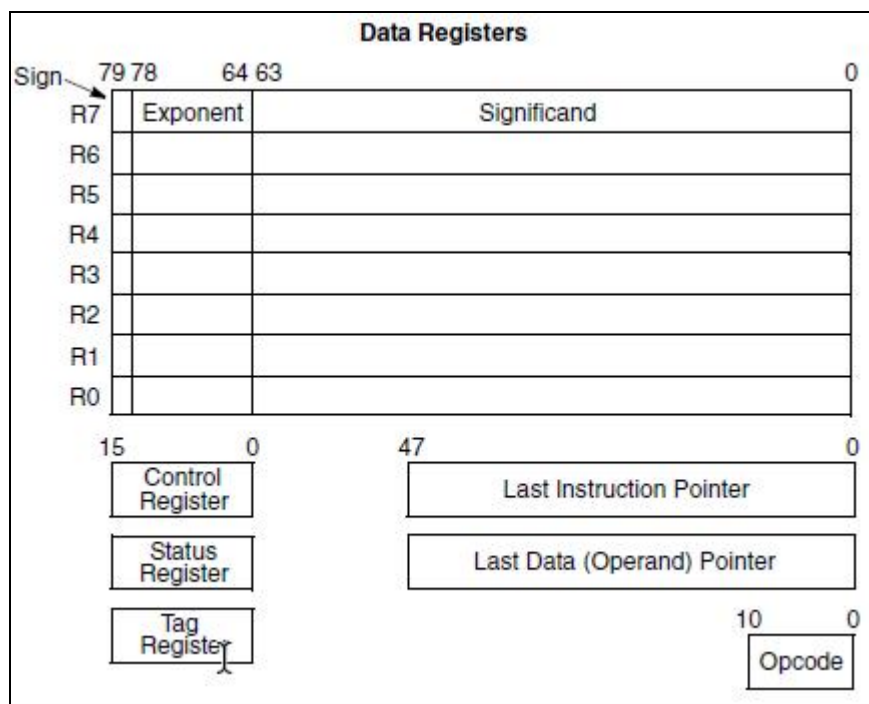 Data Registers
Sign 79 78 64 63 0
R7 Exponent Significand
R6
R5
R4
R3
R2
R1
R0
15 0 47 0
Control Register Last Instruction Pointer
Status Register Last Data (Operand) Pointer
Tag Register
10 0
Opcode